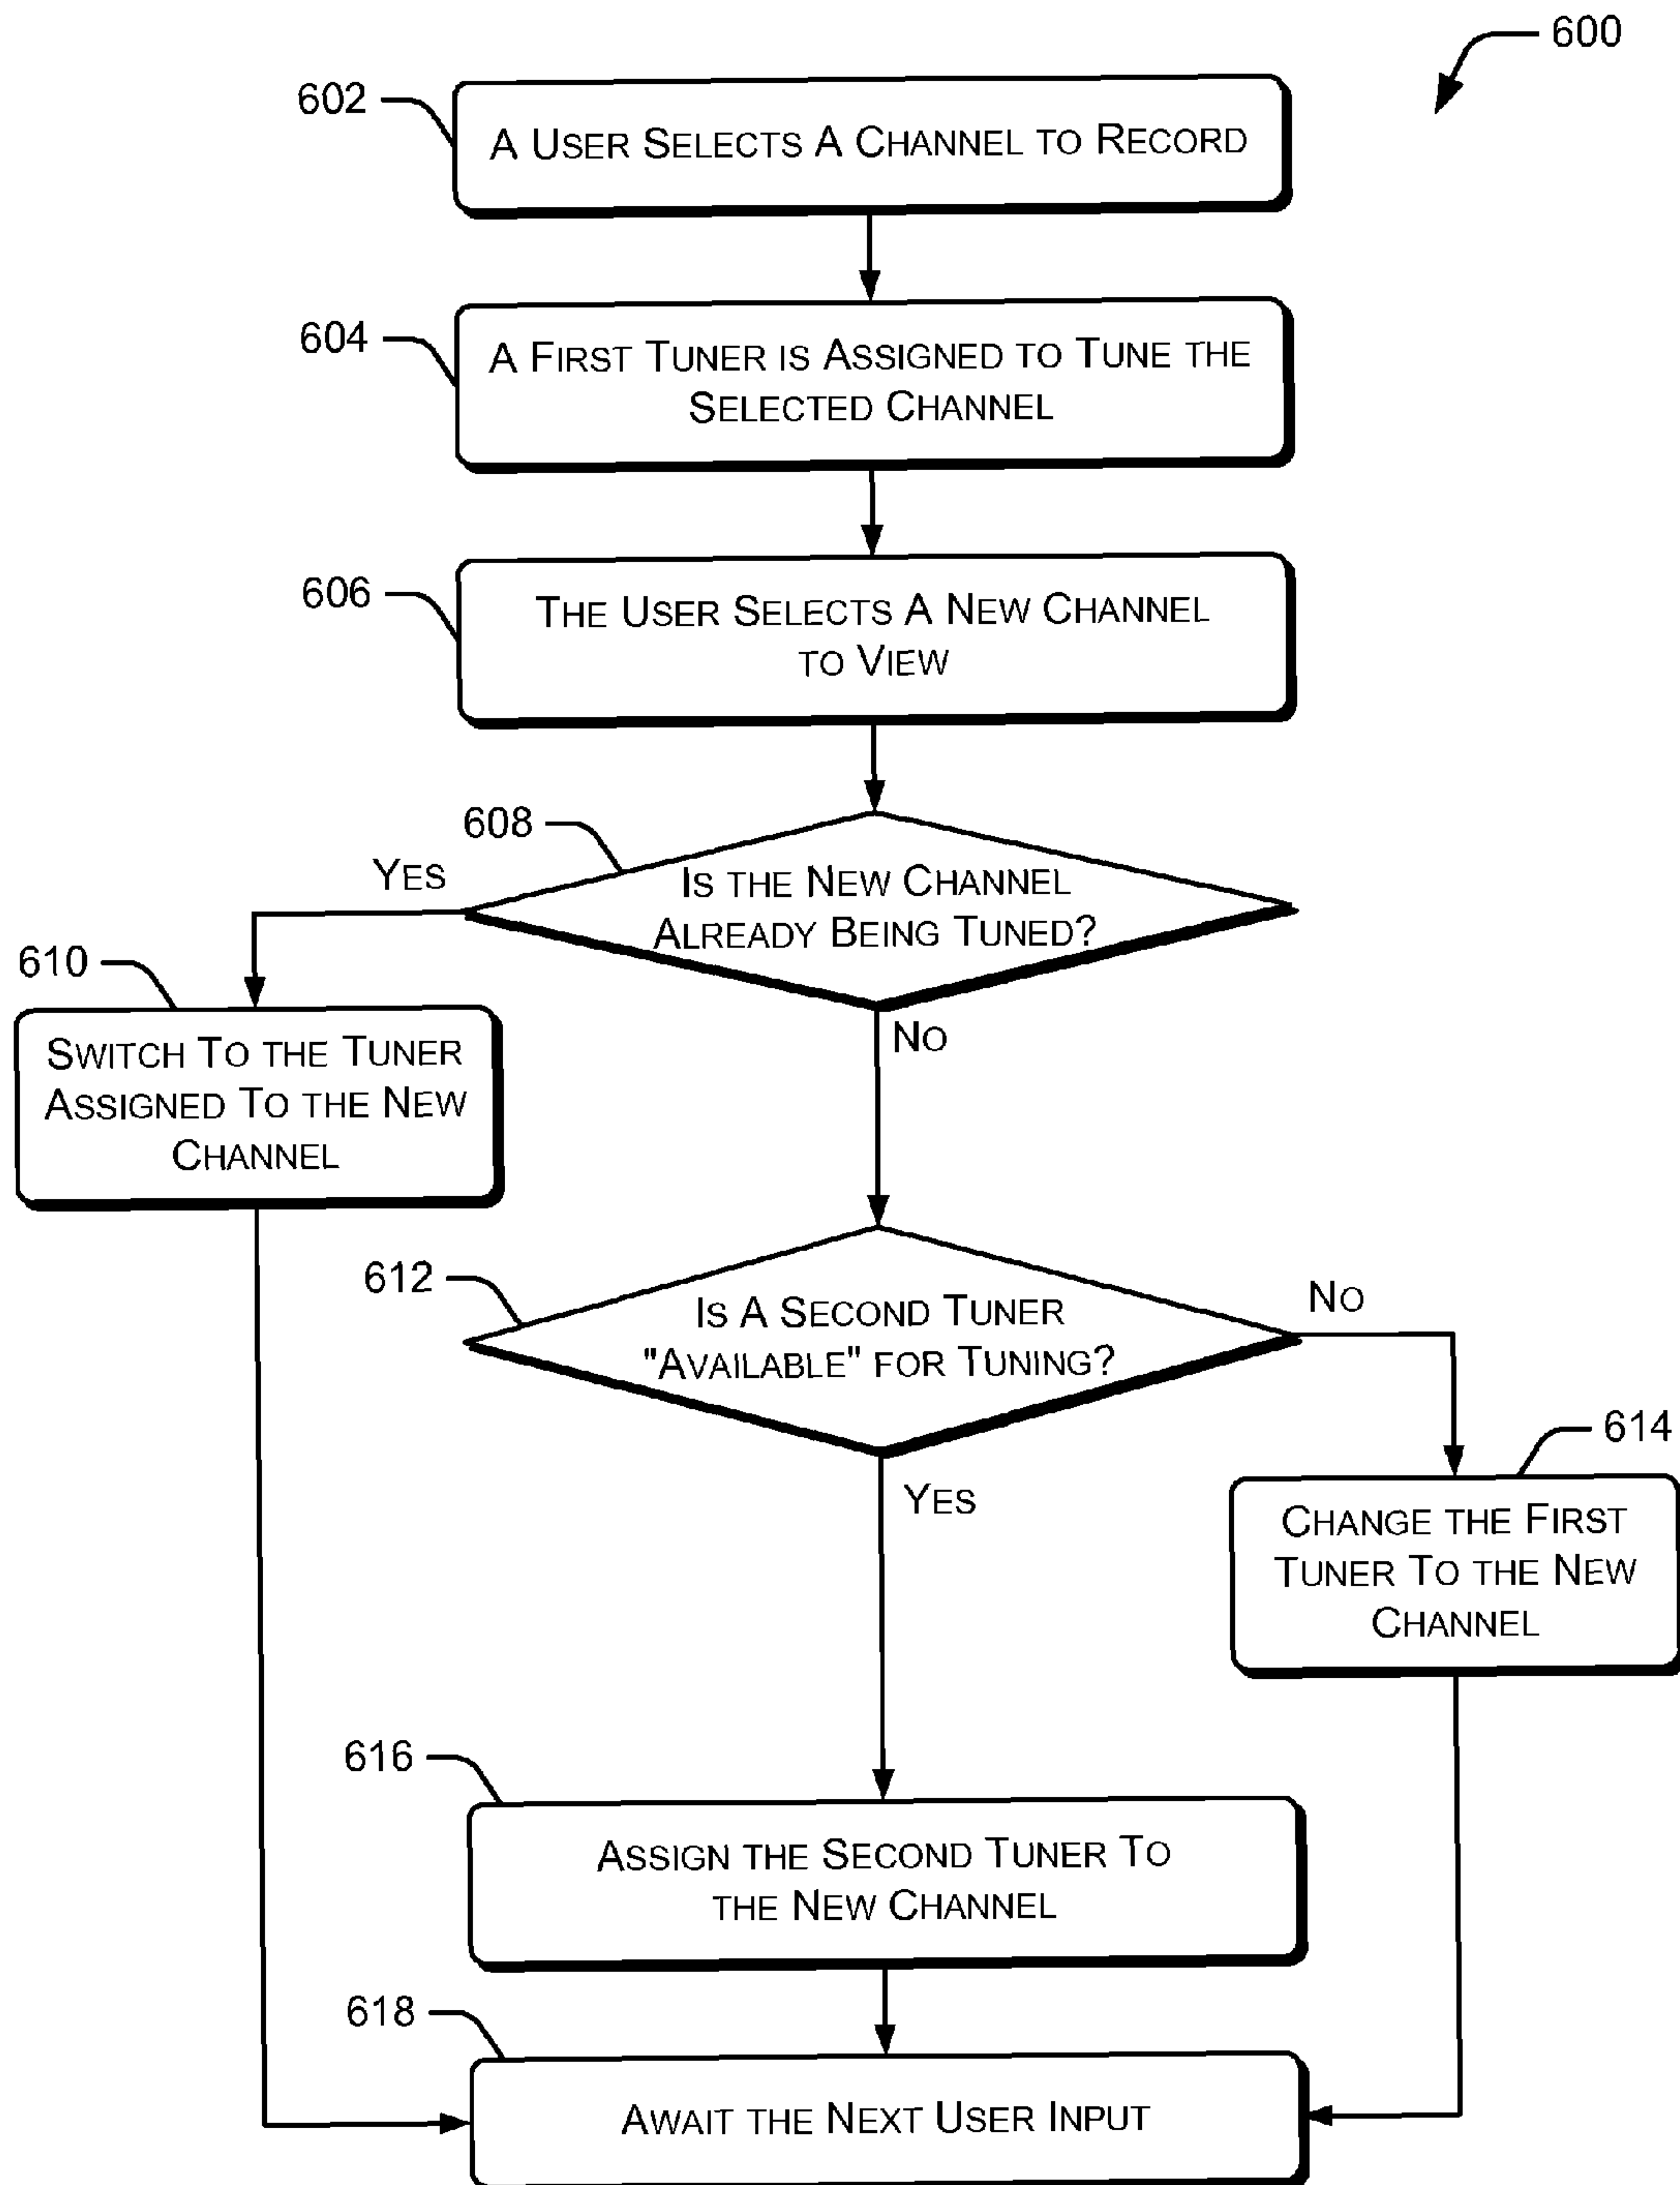 600
602
A USER SELECTS A CHANNEL TO RECORD
604
A FIRST TUNER IS ASSIGNED TO TUNE THE
SELECTED CHANNEL
606
THE USER SELECTS A NEW CHANNEL
TO VIEW
608
YES
IS THE NEW CHANNEL
ALREADY BEING TUNED?
610
NO
SWITCH TO THE TUNER
ASSIGNED TO THE NEW
CHANNEL
612
IS A SECOND TUNER
"AVAILABLE" FOR TUNING?
NO
614
YES
CHANGE THE FIRST
TUNER TO THE NEW
CHANNEL
616
ASSIGN THE SECOND TUNER TO
THE NEW CHANNEL
618
AWAIT THE NEXT USER INPUT